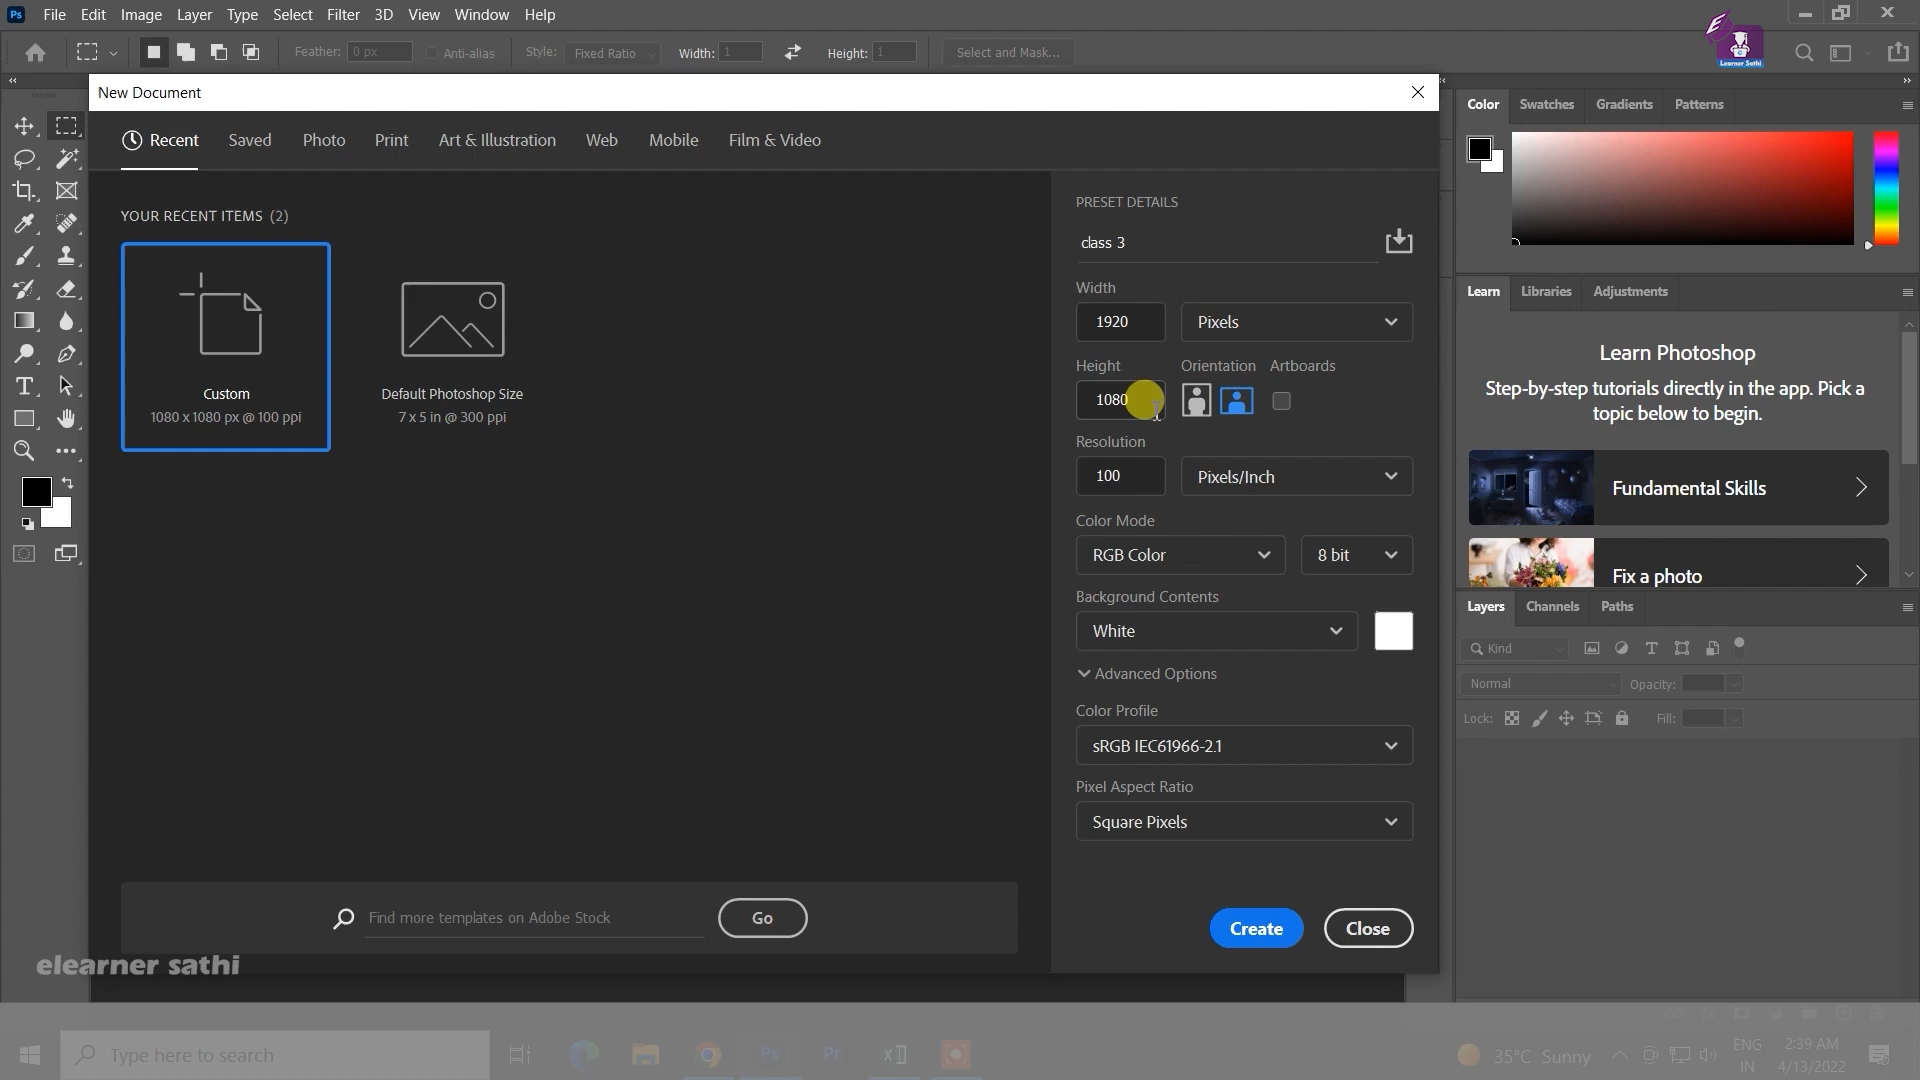 Ps File Edit Image Layer Type Select Filter 3D View Window Help
Feather: 0 px Anti-alias Style: Fixed Ratio Width: 1 Height: 1 Select and Mask...
Learner Sathi
New Document
Recent Saved Photo Print Art & Illustration Web Mobile Film & Video
YOUR RECENT ITEMS (2)
Custom
1080 x 1080 px @ 100 ppi
Default Photoshop Size
7 x 5 in @ 300 ppi
Find more templates on Adobe Stock Go
PRESET DETAILS
class 3
Width
1920 Pixels
Height Orientation Artboards
1080
Resolution
100 Pixels/Inch
Color Mode
RGB Color 8 bit
Background Contents
White
Advanced Options
Color Profile
sRGB IEC61966-2.1
Pixel Aspect Ratio
Square Pixels
Create Close
Color Swatches Gradients Patterns
Learn Libraries Adjustments
Learn Photoshop
Step-by-step tutorials directly in the app. Pick a
topic below to begin.
Fundamental Skills
Fix a photo
Layers Channels Paths
Kind
Normal Opacity:
Lock: Fill:
elearner sathi
Type here to search
Ps Pr X
35°C Sunny ENG 2:39 AM
IN 4/13/2022